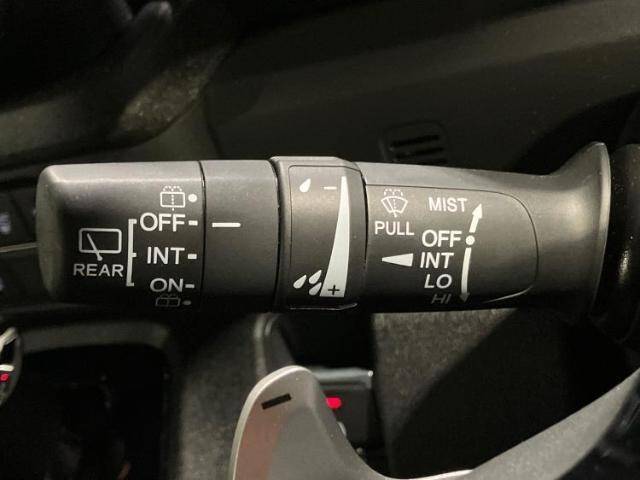 OFF
INT
ON
REAR
-
+
PULL
MIST
OFF
INT
LO
HI